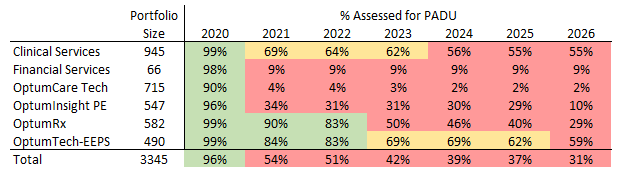 Portfolio % Assessed for PADU
Size 2020 2021 2022 2023 2024 2025 2026
Clinical Services 945 99% 69% 64% 62% 56% 55% 55%
Financial Services 66 98% 9% 9% 9% 9% 9% 9%
OptumCare Tech 715 90% 4% 4% 3% 2% 2% 2%
OptumInsight PE 547 96% 34% 31% 31% 30% 29% 10%
OptumRx 582 99% 90% 83% 50% 46% 40% 29%
OptumTech-EEPS 490 99% 84% 83% 69% 69% 62% 59%
Total 3345 96% 54% 51% 42% 39% 37% 31%